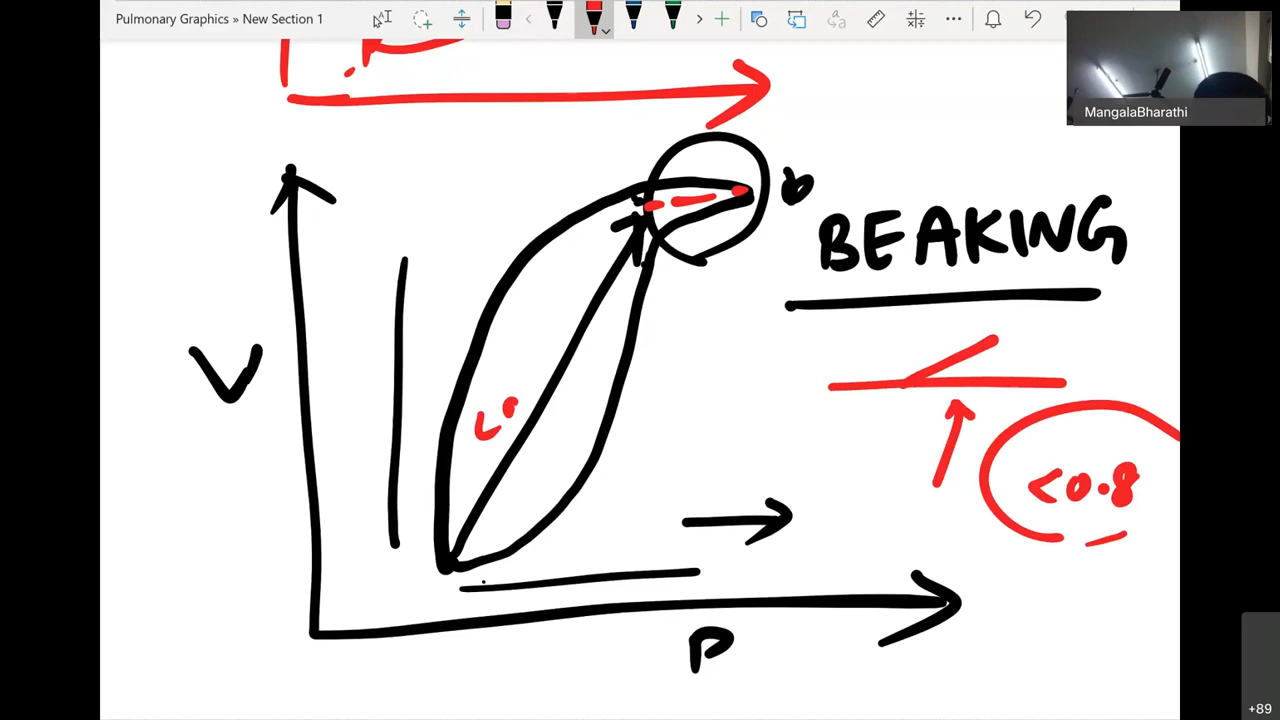 Pulmonary Graphics » New Section 1
MangalaBharathi
b
BEAKING
V
<0.8
P
+89